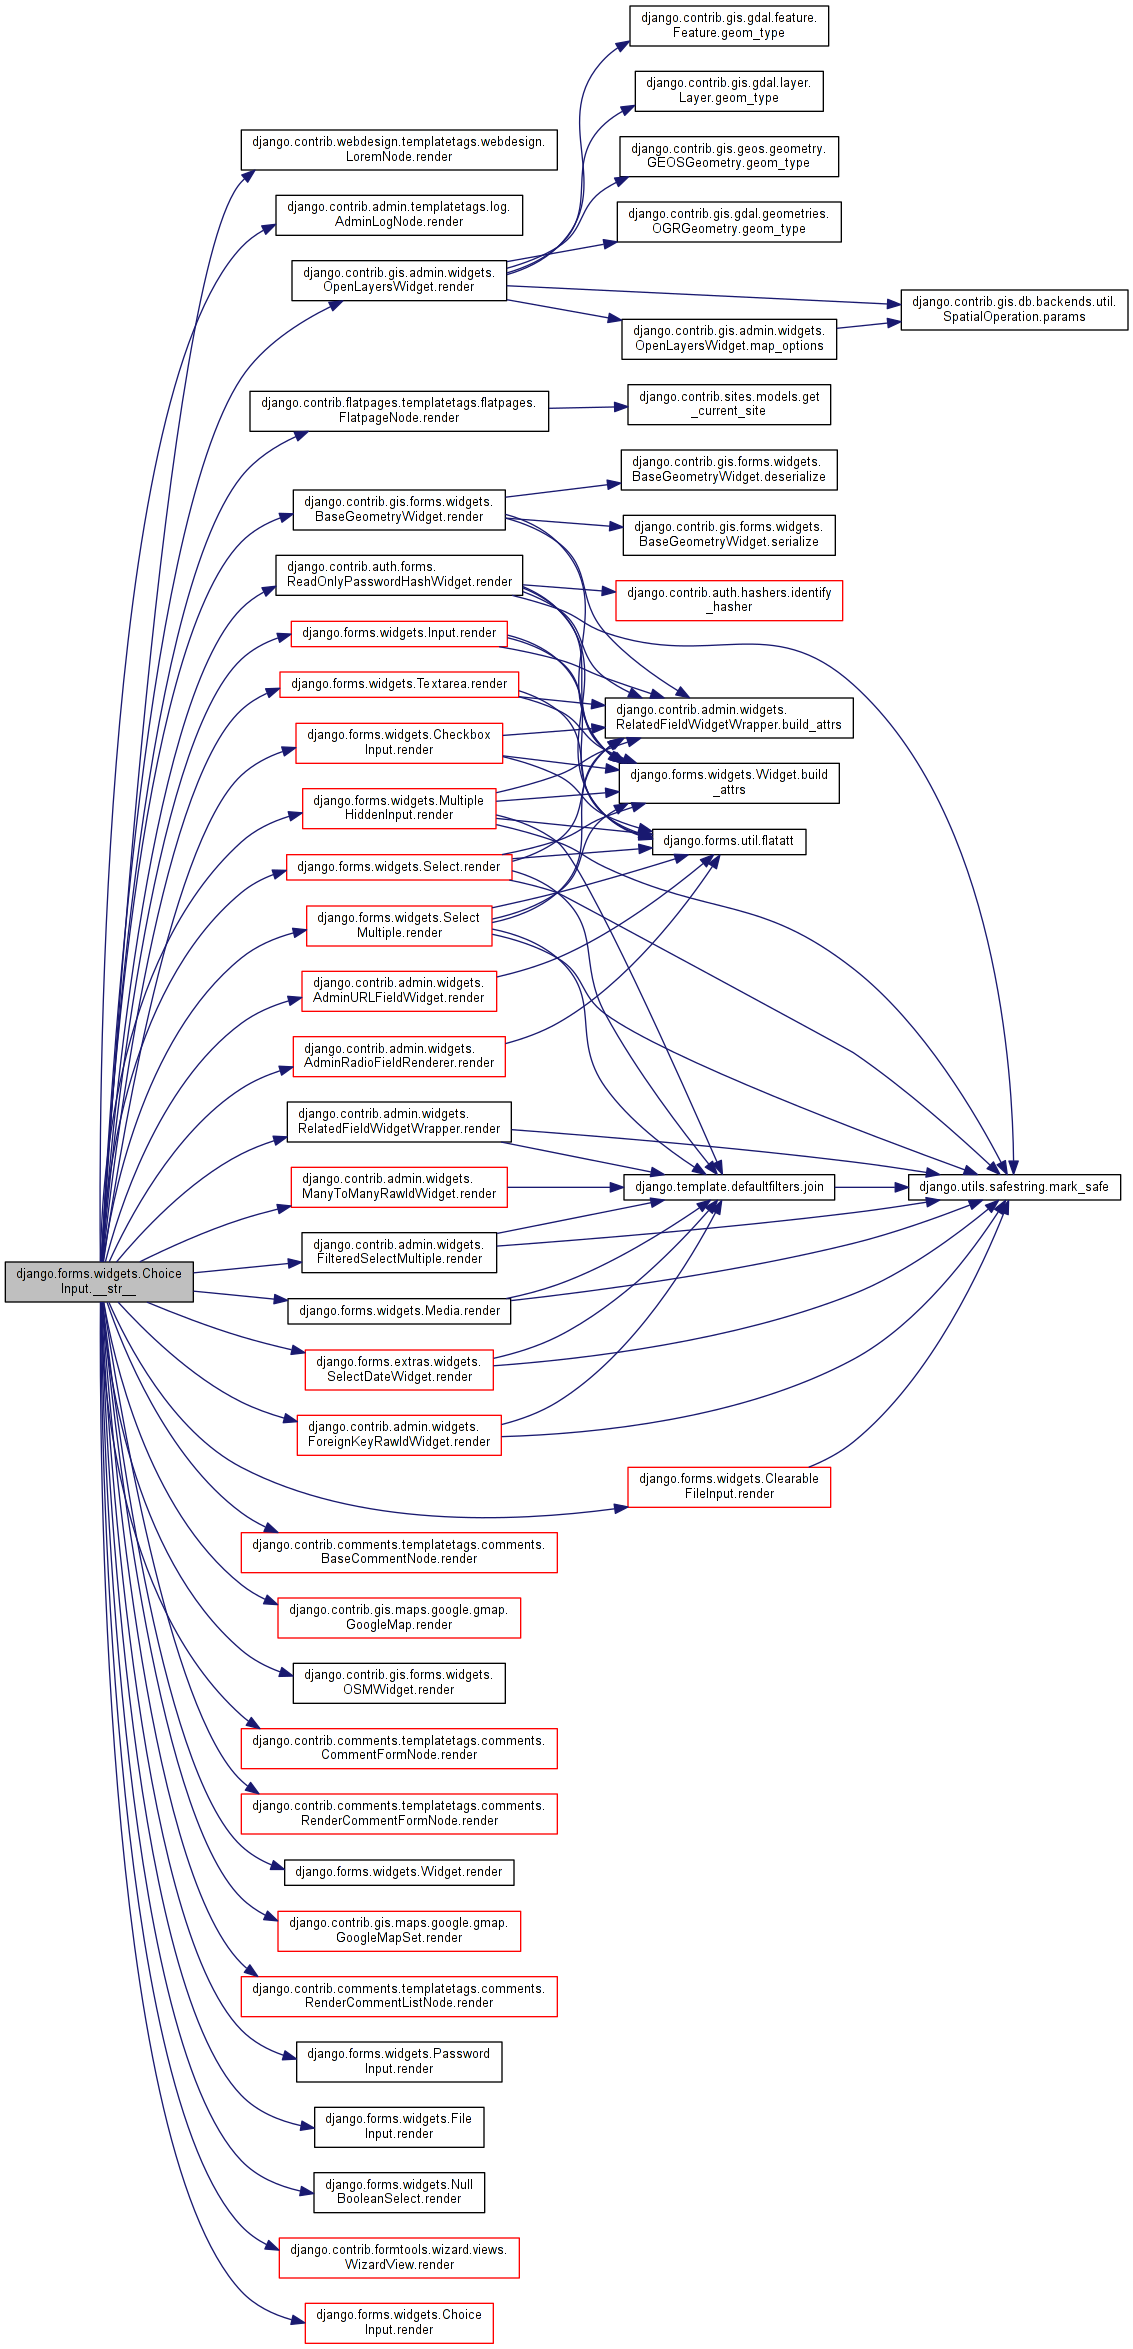 django.contrib.gis.gdal.feature.
Feature.geom_type
django.contrib.gis.gdal.layer.
Layer.geom_type
django.contrib.webdesign.templatetags.webdesign.
LoremNode.render
django.contrib.gis.geos.geometry.
GEOSGeometry.geom_type
django.contrib.admin.templatetags.log.
AdminLogNode.render
django.contrib.gis.gdal.geometries.
OGRGeometry.geom_type
django.contrib.gis.admin.widgets.
OpenLayersWidget.render
django.contrib.gis.db.backends.util.
SpatialOperation.params
django.contrib.gis.admin.widgets.
OpenLayersWidget.map_options
django.contrib.flatpages.templatetags.flatpages.
FlatpageNode.render
django.contrib.sites.models.get
_current_site
django.contrib.gis.forms.widgets.
BaseGeometryWidget.deserialize
django.contrib.gis.forms.widgets.
BaseGeometryWidget.render
django.contrib.gis.forms.widgets.
BaseGeometryWidget.serialize
django.contrib.auth.forms.
ReadOnlyPasswordHashWidget.render
django.contrib.auth.hashers.identify
_hasher
django.forms.widgets.Input.render
django.forms.widgets.Textarea.render
django.contrib.admin.widgets.
RelatedFieldWidgetWrapper.build_attrs
django.forms.widgets.Checkbox
Input.render
django.forms.widgets.Widget.build
_attrs
django.forms.widgets.Multiple
HiddenInput.render
django.forms.util.flatatt
django.forms.widgets.Select.render
django.forms.widgets.Select
Multiple.render
django.contrib.admin.widgets.
AdminURLFieldWidget.render
django.contrib.admin.widgets.
AdminRadioFieldRenderer.render
django.contrib.admin.widgets.
RelatedFieldWidgetWrapper.render
django.contrib.admin.widgets.
ManyToManyRawIdWidget.render
django.template.defaultfilters.join
django.utils.safestring.mark_safe
django.contrib.admin.widgets.
FilteredSelectMultiple.render
django.forms.widgets.Choice
Input.__str__
django.forms.widgets.Media.render
django.forms.extras.widgets.
SelectDateWidget.render
django.contrib.admin.widgets.
ForeignKeyRawIdWidget.render
django.forms.widgets.Clearable
FileInput.render
django.contrib.comments.templatetags.comments.
BaseCommentNode.render
django.contrib.gis.maps.google.gmap.
GoogleMap.render
django.contrib.gis.forms.widgets.
OSMWidget.render
django.contrib.comments.templatetags.comments.
CommentFormNode.render
django.contrib.comments.templatetags.comments.
RenderCommentFormNode.render
django.forms.widgets.Widget.render
django.contrib.gis.maps.google.gmap.
GoogleMapSet.render
django.contrib.comments.templatetags.comments.
RenderCommentListNode.render
django.forms.widgets.Password
Input.render
django.forms.widgets.File
Input.render
django.forms.widgets.Null
BooleanSelect.render
django.contrib.formtools.wizard.views.
WizardView.render
django.forms.widgets.Choice
Input.render